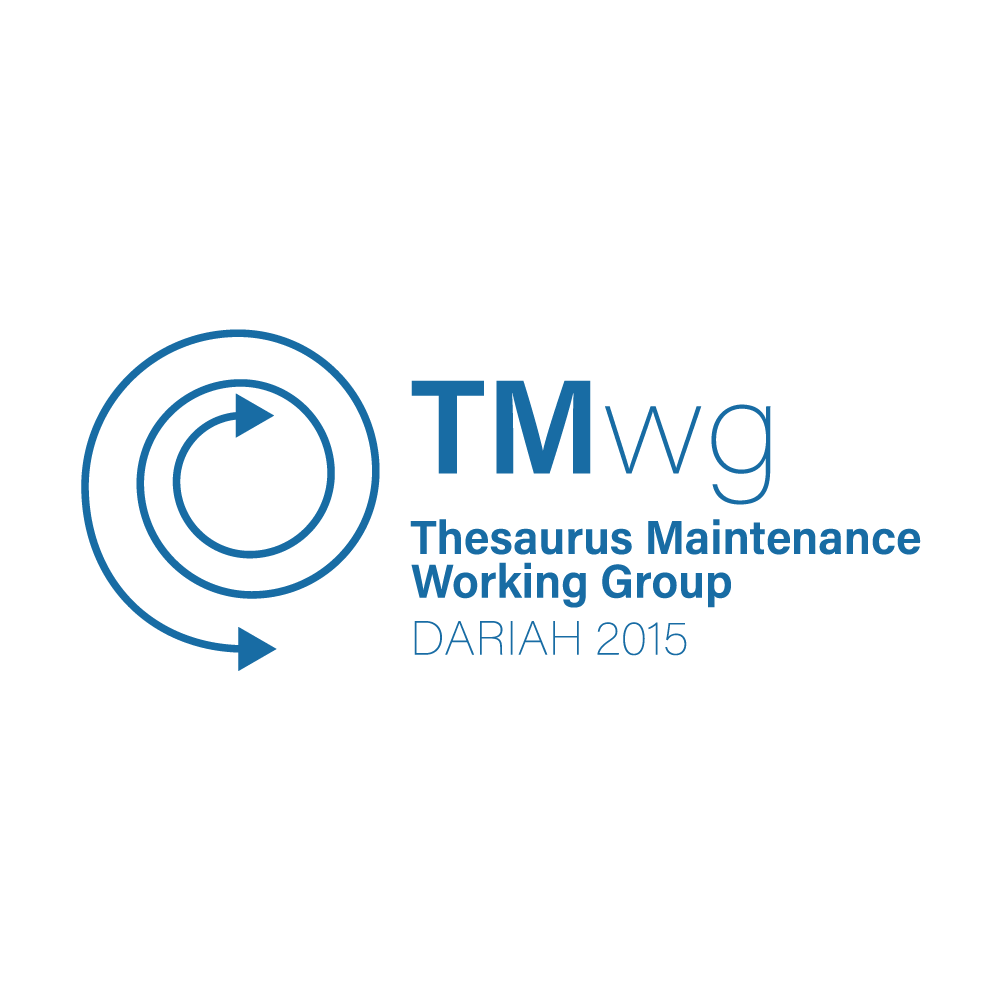 TMwg
Thesaurus Maintenance
Working Group
DARIAH 2015